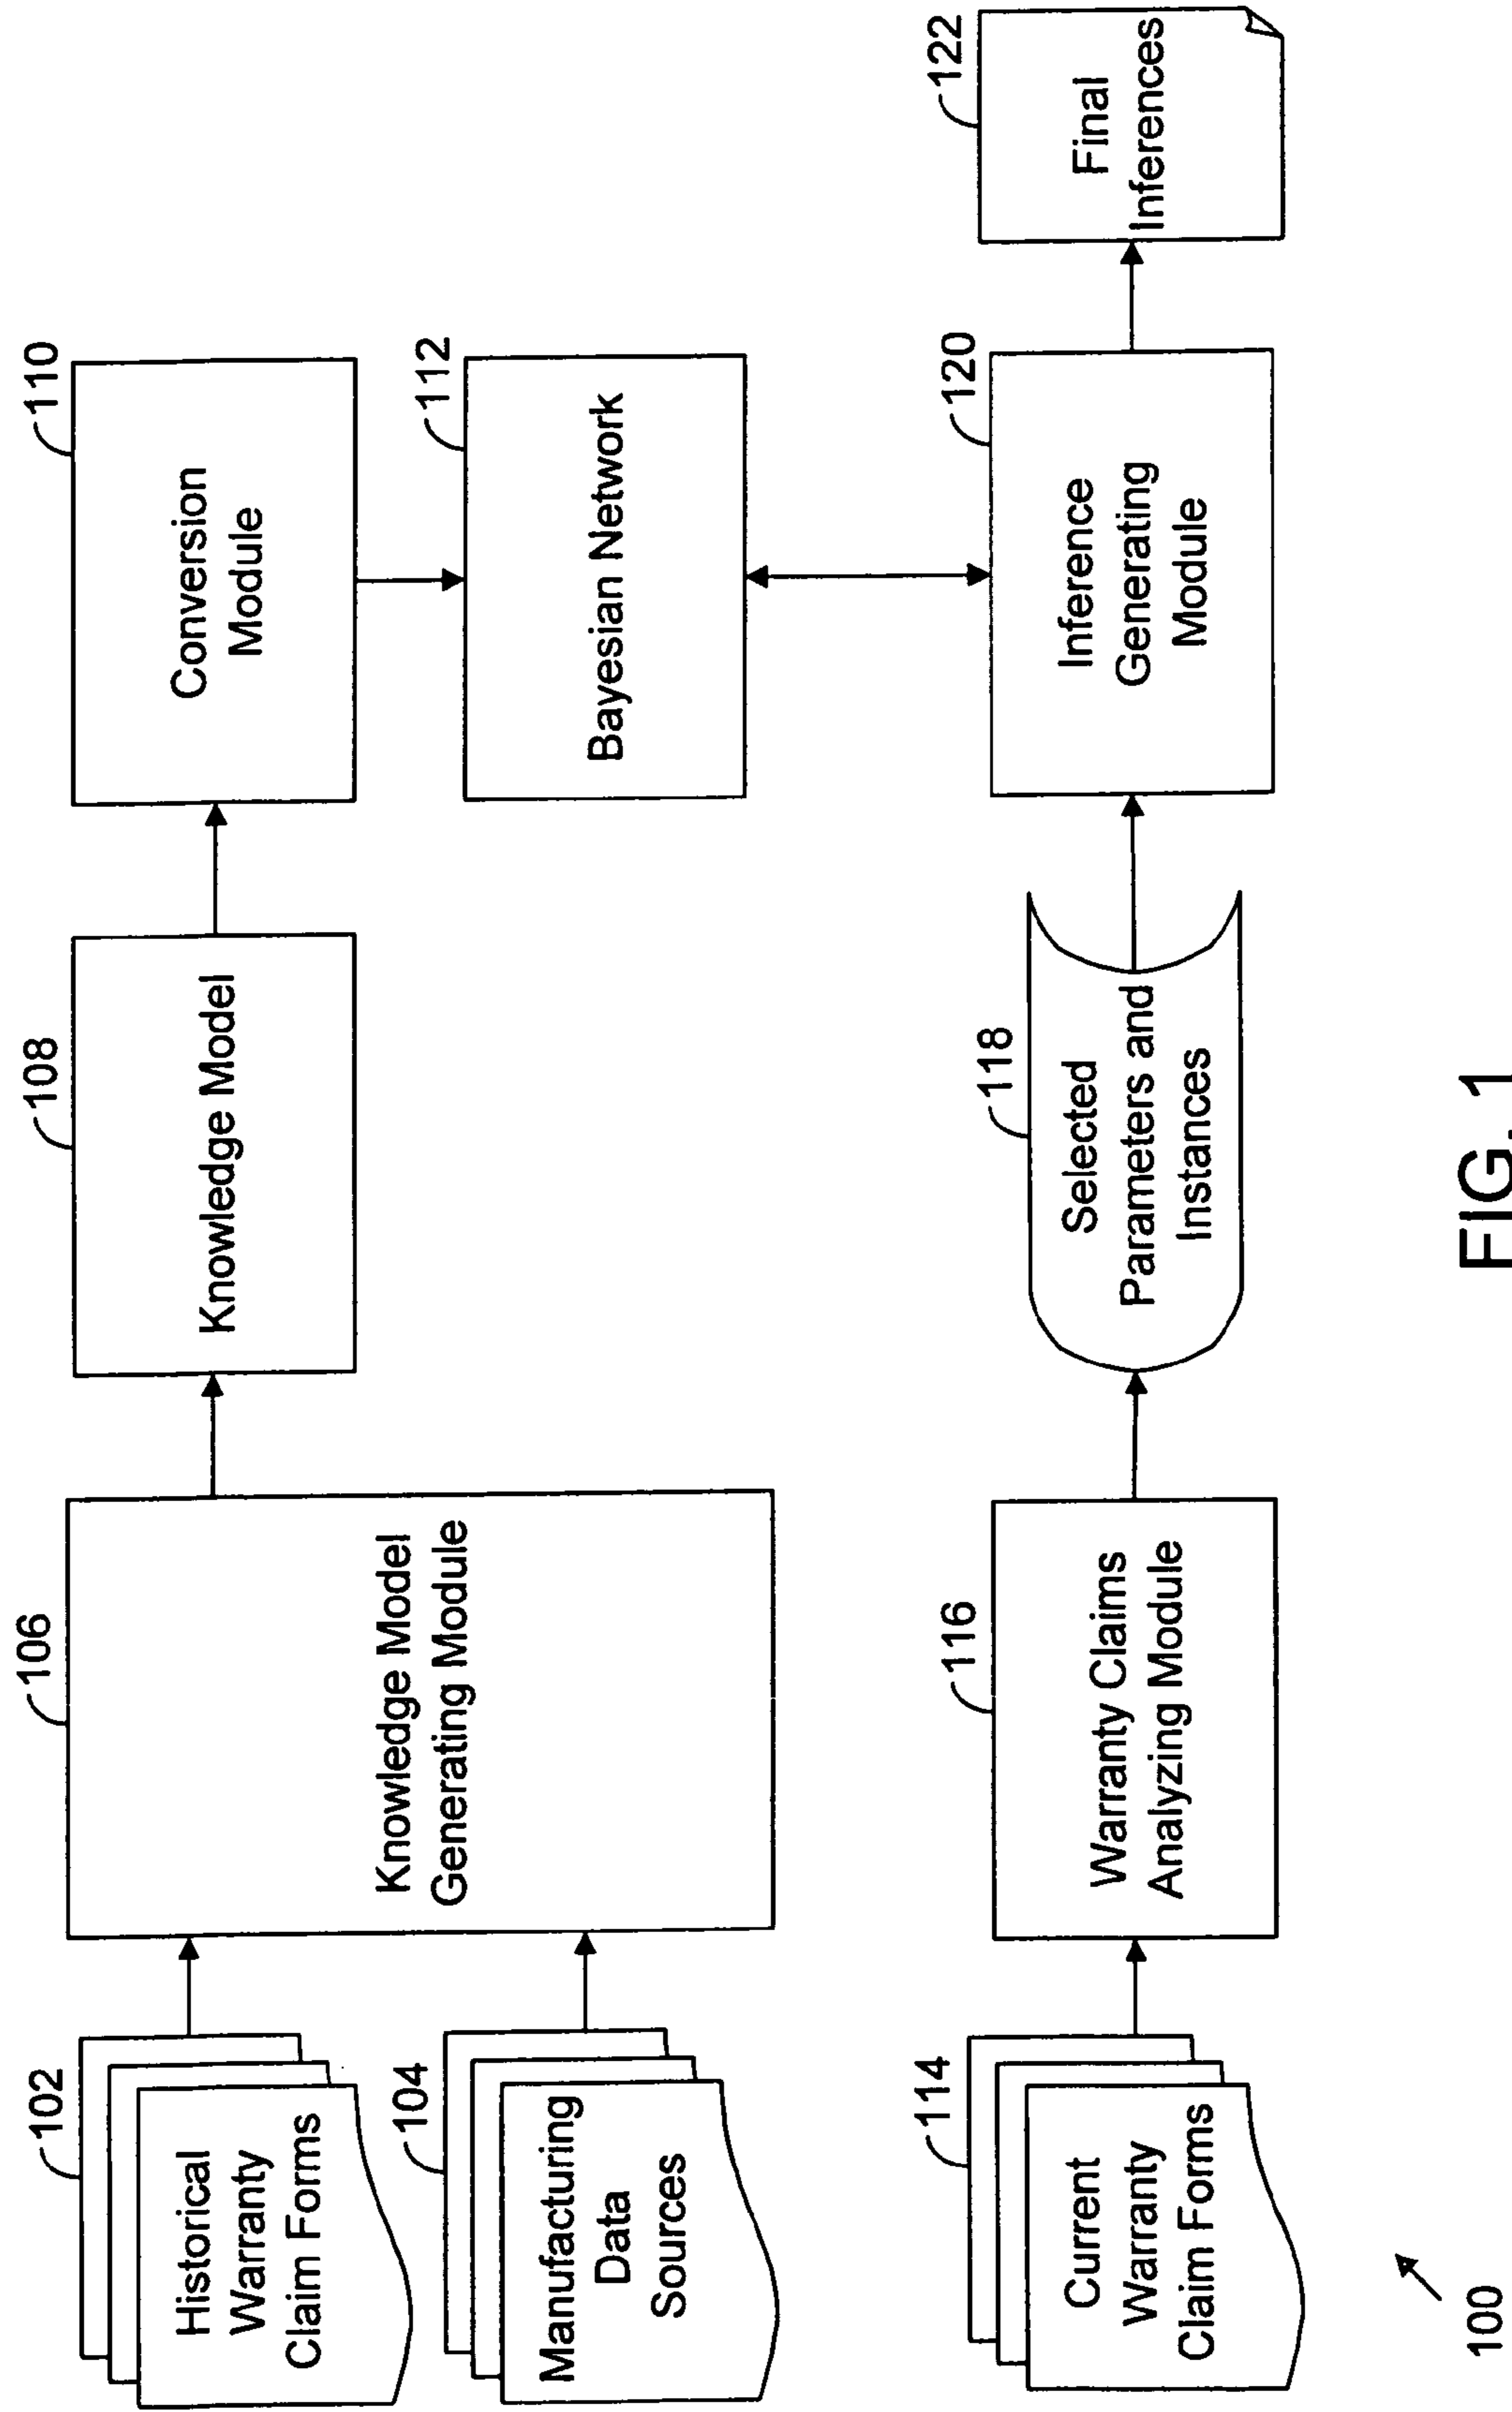 102
Historical
Warranty
Claim Forms
104
Manufacturing
Data
Sources
106
Knowledge Model
Generating Module
108
Knowledge Model
110
Conversion
Module
112
Bayesian Network
114
Current
Warranty
Claim Forms
116
Warranty Claims
Analyzing Module
118
Selected
Parameters and
Instances
120
Inference
Generating
Module
122
Final
Inferences
100
FIG. 1